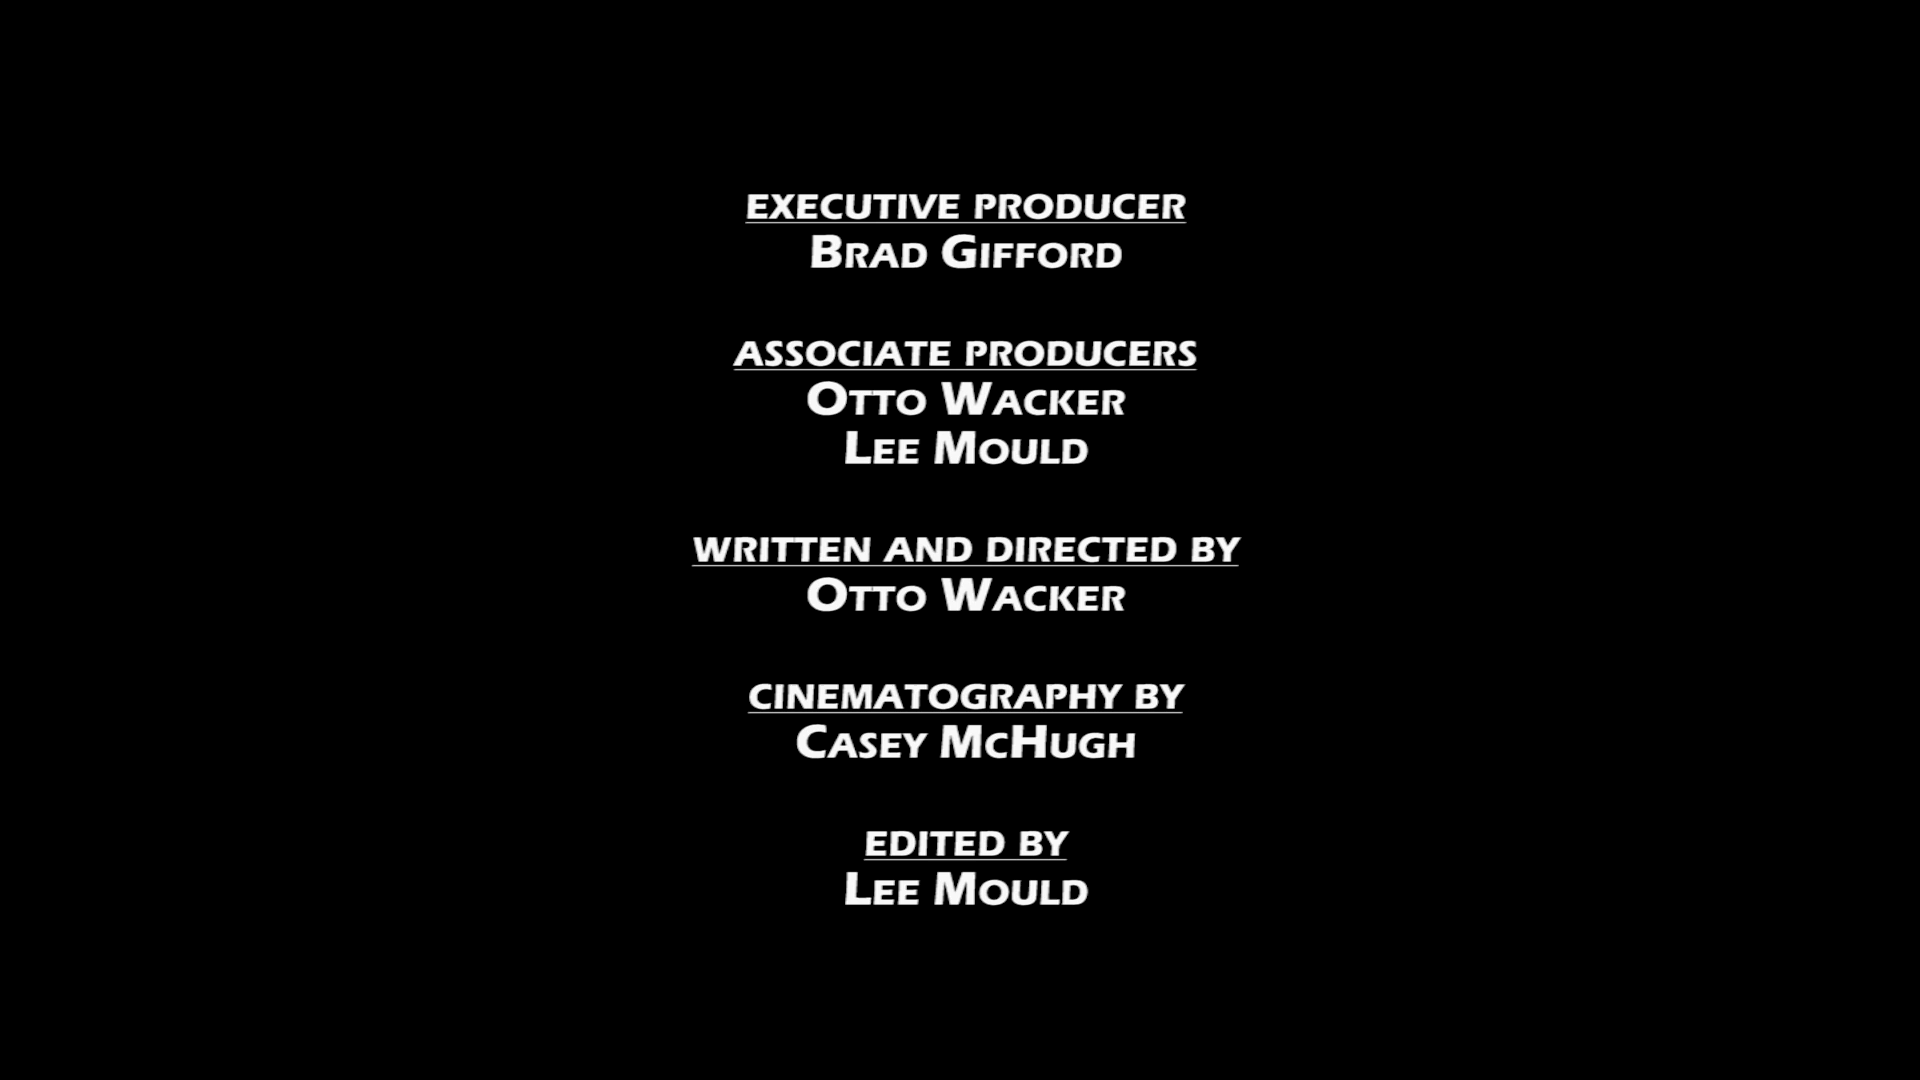 EXECUTIVE PRODUCER
BRAD GIFFORD
ASSOCIATE PRODUCERS
OTTO WACKER
LEE MOULD
WRITTEN AND DIRECTED BY
OTTO WACKER
CINEMATOGRAPHY BY
CASEY MCHUGH
EDITED BY
LEE MOULD